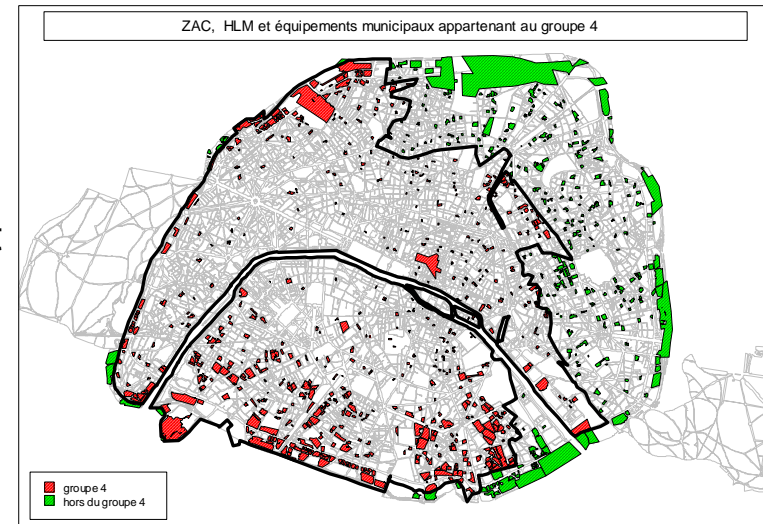 ZAC, HLM et équipements municipaux appartenant au groupe 4
groupe 4
hors du groupe 4